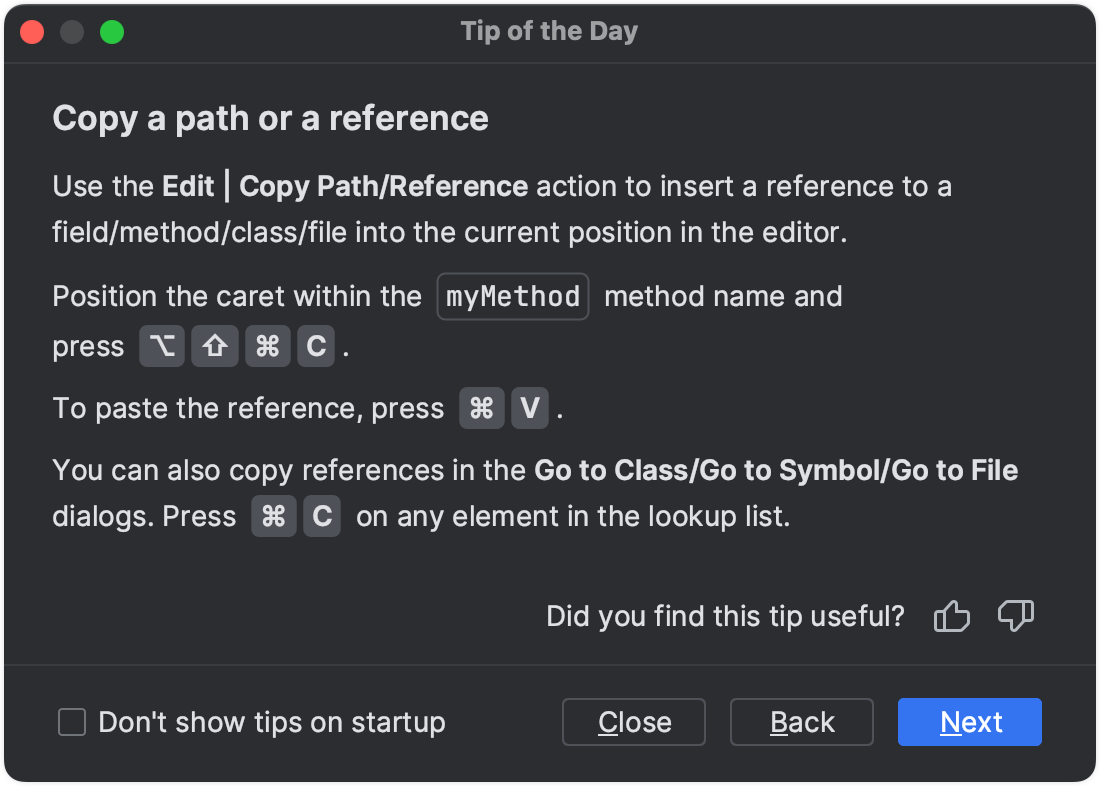 Tip of the Day
Copy a path or a reference
Use the Edit | Copy Path/Reference action to insert a reference to a
field/method/class/file into the current position in the editor.
Position the caret within the myMethod method name and
press ⌥ ⇧ ⌘ C .
To paste the reference, press ⌘ V .
You can also copy references in the Go to Class/Go to Symbol/Go to File
dialogs. Press ⌘ C on any element in the lookup list.
Did you find this tip useful?
Don't show tips on startup Close Back Next